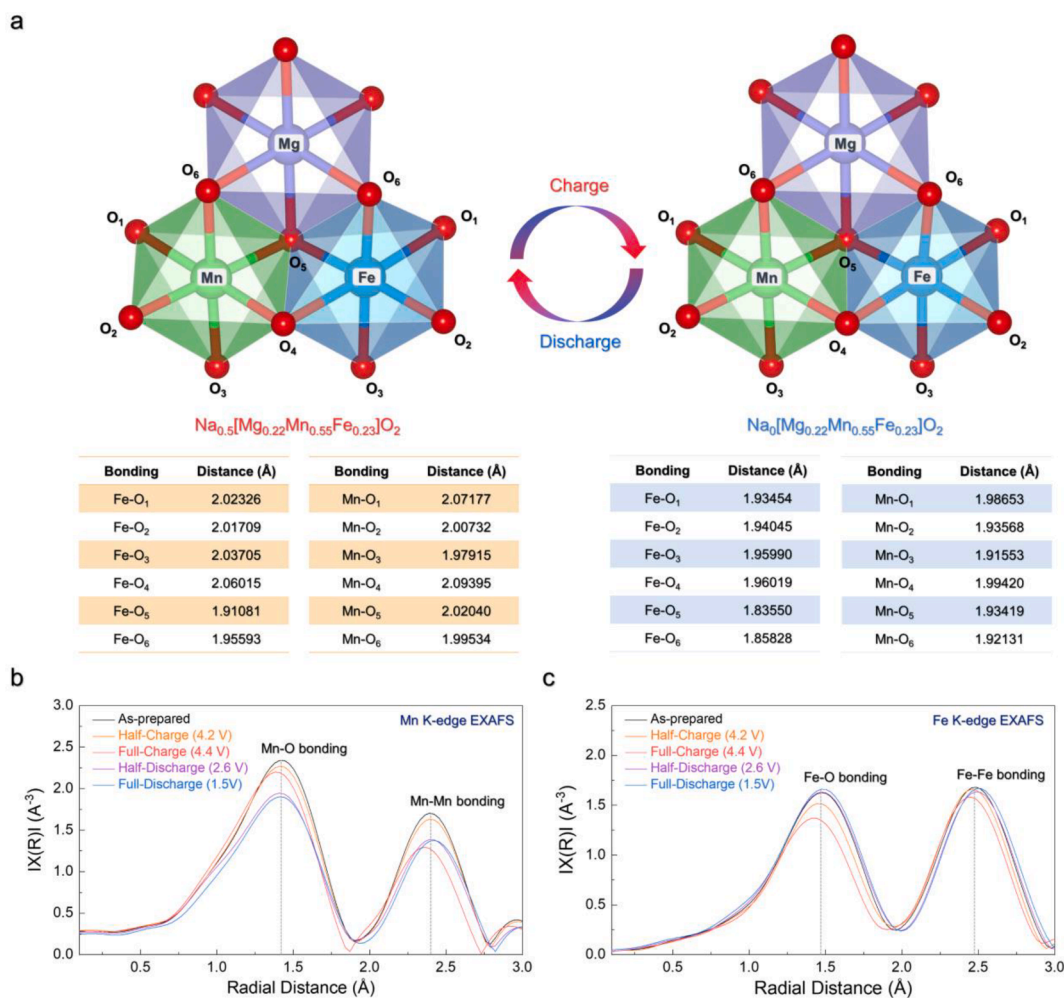 a
Mg
Mg
O₆
O₆
O₆
O₁
O₁
O₁
O₁
Charge
O₅
O₅
Mn
Fe
Mn
Fe
O₂
O₄
O₂
O₂
O₄
O₂
Discharge
O₃
O₃
O₃
O₃
Na₀.₅[Mg₀.₂₂Mn₀.₅₅Fe₀.₂₃]O₂
Na₀[Mg₀.₂₂Mn₀.₅₅Fe₀.₂₃]O₂
Bonding Distance (Å) Bonding Distance (Å) Bonding Distance (Å) Bonding Distance (Å)
Fe-O₁ 2.02326 Mn-O₁ 2.07177 Fe-O₁ 1.93454 Mn-O₁ 1.98653
Fe-O₂ 2.01709 Mn-O₂ 2.00732 Fe-O₂ 1.94045 Mn-O₂ 1.93568
Fe-O₃ 2.03705 Mn-O₃ 1.97915 Fe-O₃ 1.95990 Mn-O₃ 1.91553
Fe-O₄ 2.06015 Mn-O₄ 2.09395 Fe-O₄ 1.96019 Mn-O₄ 1.99420
Fe-O₅ 1.91081 Mn-O₅ 2.02040 Fe-O₅ 1.83550 Mn-O₅ 1.93419
Fe-O₆ 1.95593 Mn-O₆ 1.99534 Fe-O₆ 1.85828 Mn-O₆ 1.92131
b
3.0
As-prepared
Mn K-edge EXAFS
Half-Charge (4.2 V)
Full-Charge (4.4 V)
Half-Discharge (2.6 V)
Full-Discharge (1.5V)
Mn-O bonding
Mn-Mn bonding
2.5
2.0
1.5
1.0
0.5
0.0
IX(R)I (A⁻³)
0.5 1.0 1.5 2.0 2.5 3.0
Radial Distance (Å)
c
2.5
As-prepared
Fe K-edge EXAFS
Half-Charge (4.2 V)
Full-Charge (4.4 V)
Half-Discharge (2.6 V)
Full-Discharge (1.5V)
Fe-O bonding
Fe-Fe bonding
2.0
1.5
1.0
0.5
0.0
IX(R)I (A⁻³)
0.5 1.0 1.5 2.0 2.5 3.0
Radial Distance (Å)